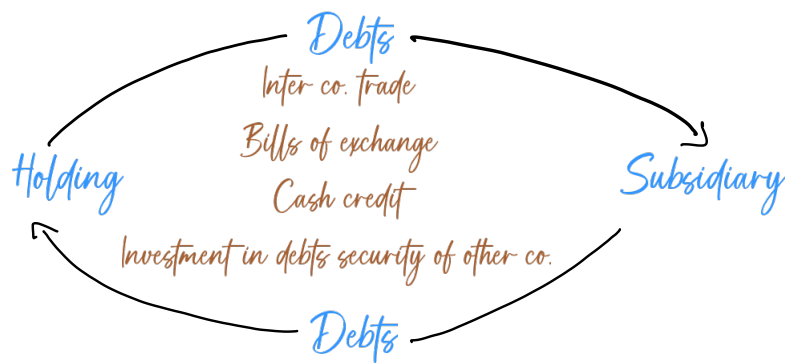 Debts
Inter co. trade
Bills of exchange
Holding
Subsidiary
Cash credit
Investment in debts security of other co.
Debts